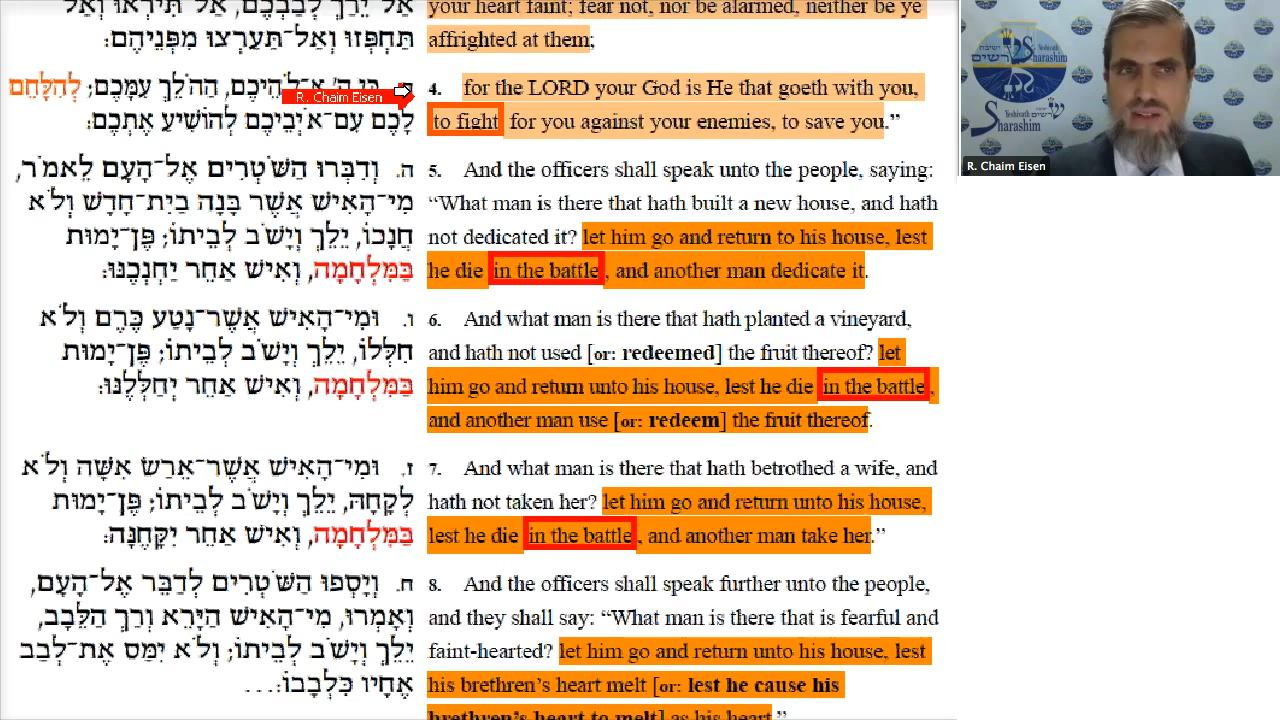 אַל־יֵרַךְ לְבַבְכֶם, אַל־תִּירְאוּ וְאַל־
תַּחְפְּזוּ וְאַל־תַּעַרְצוּ מִפְּנֵיהֶם׃
כִּי ה' אֱ־לֹהֵיכֶם, הַהֹלֵךְ עִמָּכֶם; לְהִלָּחֵם
לָכֶם עִם־אֹיְבֵיכֶם לְהוֹשִׁיעַ אֶתְכֶם׃
ה. וְדִבְּרוּ הַשֹּׁטְרִים אֶל־הָעָם לֵאמֹר,
מִי־הָאִישׁ אֲשֶׁר בָּנָה בַיִת־חָדָשׁ וְלֹא
חֲנָכוֹ, יֵלֵךְ וְיָשֹׁב לְבֵיתוֹ; פֶּן־יָמוּת
בַּמִּלְחָמָה, וְאִישׁ אַחֵר יַחְנְכֶנּוּ׃
ו. וּמִי־הָאִישׁ אֲשֶׁר־נָטַע כֶּרֶם וְלֹא
חִלְּלוֹ, יֵלֵךְ וְיָשֹׁב לְבֵיתוֹ; פֶּן־יָמוּת
בַּמִּלְחָמָה, וְאִישׁ אַחֵר יְחַלְּלֶנּוּ׃
ז. וּמִי־הָאִישׁ אֲשֶׁר־אֵרַשׂ אִשָּׁה וְלֹא
לְקָחָהּ, יֵלֵךְ וְיָשֹׁב לְבֵיתוֹ; פֶּן־יָמוּת
בַּמִּלְחָמָה, וְאִישׁ אַחֵר יִקָּחֶנָּה׃
ח. וְיָסְפוּ הַשֹּׁטְרִים לְדַבֵּר אֶל־הָעָם,
וְאָמְרוּ, מִי־הָאִישׁ הַיָּרֵא וְרַךְ הַלֵּבָב,
יֵלֵךְ וְיָשֹׁב לְבֵיתוֹ; וְלֹא יִמַּס אֶת־לְבַב
אֶחָיו כִּלְבָבוֹ׃...
your heart faint; fear not, nor be alarmed, neither be ye
affrighted at them;
4. for the LORD your God is He that goeth with you,
to fight for you against your enemies, to save you.”
5. And the officers shall speak unto the people, saying:
“What man is there that hath built a new house, and hath
not dedicated it? let him go and return to his house, lest
he die in the battle, and another man dedicate it.
6. And what man is there that hath planted a vineyard,
and hath not used [or: redeemed] the fruit thereof? let
him go and return unto his house, lest he die in the battle,
and another man use [or: redeem] the fruit thereof.
7. And what man is there that hath betrothed a wife, and
hath not taken her? let him go and return unto his house,
lest he die in the battle, and another man take her.”
8. And the officers shall speak further unto the people,
and they shall say: “What man is there that is fearful and
faint-hearted? let him go and return unto his house, lest
his brethren’s heart melt [or: lest he cause his
brethren’s heart to melt] as his heart.”
R. Chaim Eisen
Yeshivath
Sharashim
ישיבת
שרשים
Yeshivath
Sharashim
R. Chaim Eisen